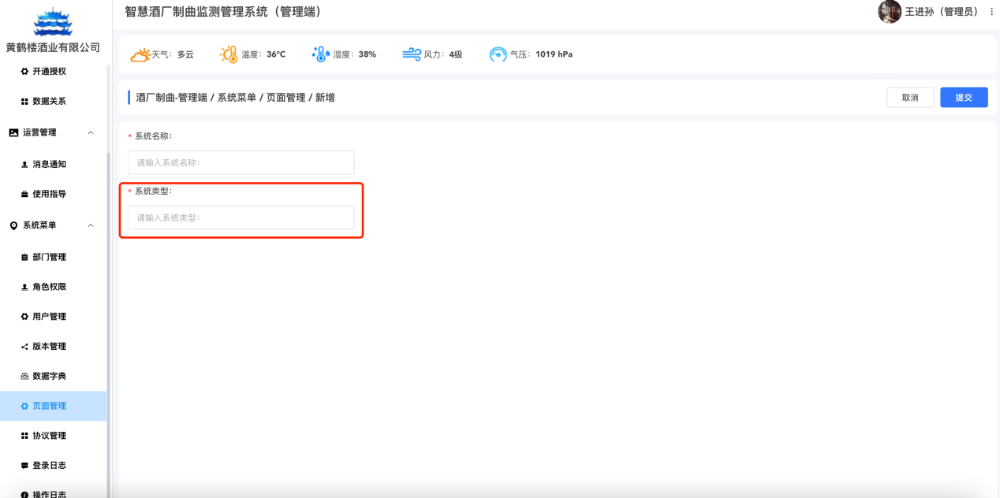 智慧酒厂制曲监测管理系统（管理端）
王进孙（管理员）
黄鹤楼酒业有限公司
开通授权
数据关系
运营管理
消息通知
使用指导
系统菜单
部门管理
角色权限
用户管理
版本管理
数据字典
页面管理
协议管理
登录日志
操作日志
天气： 多云 温度： 36°C 湿度： 38% 风力： 4级 气压： 1019 hPa
酒厂制曲-管理端 / 系统菜单 / 页面管理 / 新增
取消 提交
* 系统名称：
请输入系统名称：
* 系统类型：
请输入系统类型：